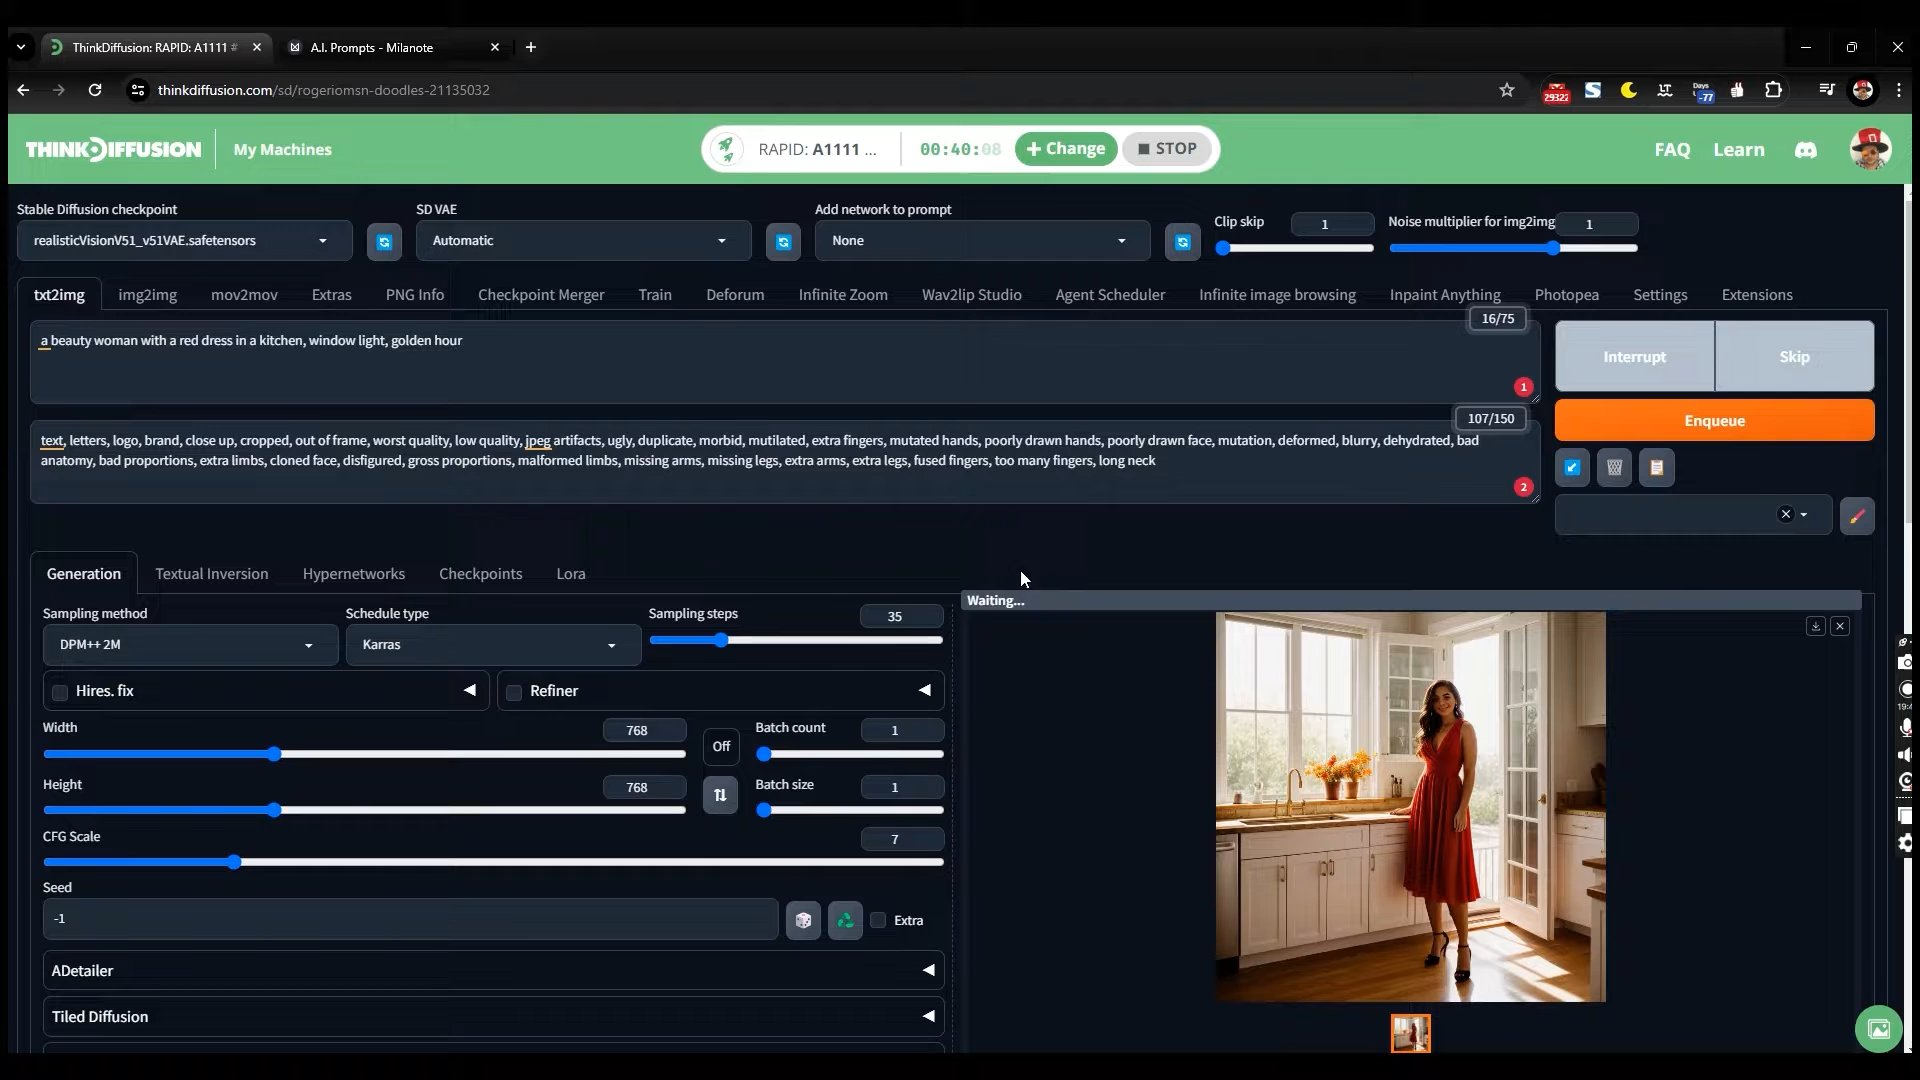 ThinkDiffusion: RAPID: A1111 #
A.I. Prompts - Milanote
thinkdiffusion.com/sd/rogeriomsn-doodles-21135032
29322
Days
-77
THINKDIFFUSION
My Machines
RAPID: A1111 ...
00:40:08
+ Change
STOP
FAQ
Learn
Stable Diffusion checkpoint
SD VAE
Add network to prompt
Clip skip
1
Noise multiplier for img2img
1
realisticVisionV51_v51VAE.safetensors
Automatic
None
txt2img
img2img
mov2mov
Extras
PNG Info
Checkpoint Merger
Train
Deforum
Infinite Zoom
Wav2lip Studio
Agent Scheduler
Infinite image browsing
Inpaint Anything
Photopea
Settings
Extensions
16/75
a beauty woman with a red dress in a kitchen, window light, golden hour
1
Interrupt
Skip
107/150
Enqueue
text, letters, logo, brand, close up, cropped, out of frame, worst quality, low quality, jpeg artifacts, ugly, duplicate, morbid, mutilated, extra fingers, mutated hands, poorly drawn hands, poorly drawn face, mutation, deformed, blurry, dehydrated, bad
anatomy, bad proportions, extra limbs, cloned face, disfigured, gross proportions, malformed limbs, missing arms, missing legs, extra arms, extra legs, fused fingers, too many fingers, long neck
2
Generation
Textual Inversion
Hypernetworks
Checkpoints
Lora
Waiting...
Sampling method
Schedule type
Sampling steps
35
DPM++ 2M
Karras
Hires. fix
Refiner
Width
768
Off
Batch count
1
Height
768
Batch size
1
CFG Scale
7
Seed
-1
Extra
ADetailer
Tiled Diffusion